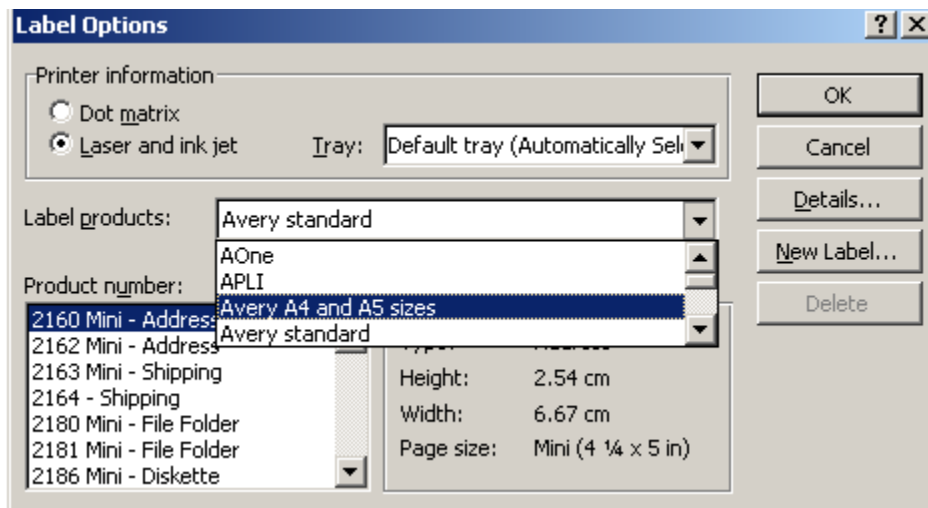 Label Options
Printer information
Dot matrix
Laser and ink jet
Tray:
Default tray (Automatically Sel
OK
Cancel
Details...
New Label...
Delete
Label products:
Avery standard
AOne
APLI
Avery A4 and A5 sizes
Avery standard
Product number:
2160 Mini - Address
2162 Mini - Address
2163 Mini - Shipping
2164 - Shipping
2180 Mini - File Folder
2181 Mini - File Folder
2186 Mini - Diskette
Height: 2.54 cm
Width: 6.67 cm
Page size: Mini (4 ¼ x 5 in)